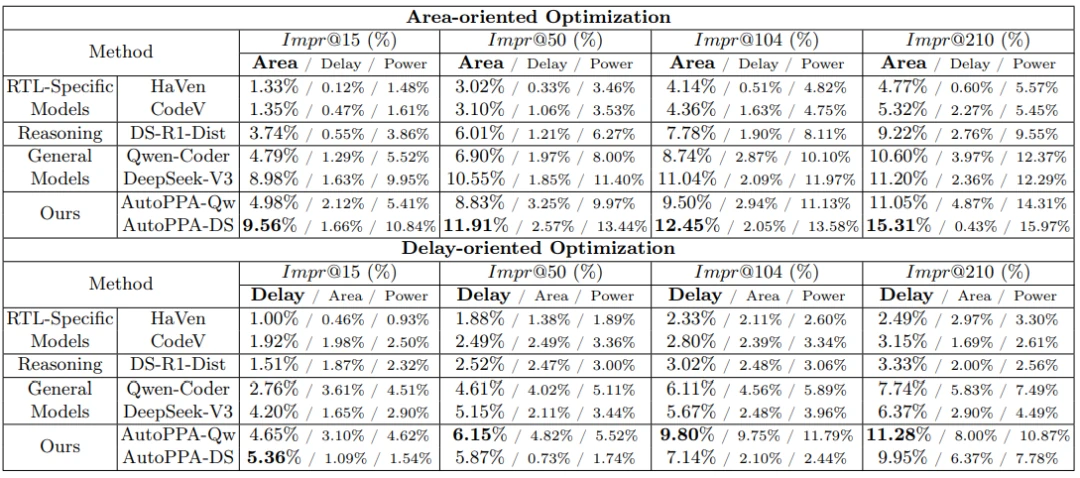 Area-oriented Optimization
Method Impr@15 (%) Impr@50 (%) Impr@104 (%) Impr@210 (%)
Area / Delay / Power Area / Delay / Power Area / Delay / Power Area / Delay / Power
RTL-Specific HaVen 1.33% / 0.12% / 1.48% 3.02% / 0.33% / 3.46% 4.14% / 0.51% / 4.82% 4.77% / 0.60% / 5.57%
Models CodeV 1.35% / 0.47% / 1.61% 3.10% / 1.06% / 3.53% 4.36% / 1.63% / 4.75% 5.32% / 2.27% / 5.45%
Reasoning DS-R1-Dist 3.74% / 0.55% / 3.86% 6.01% / 1.21% / 6.27% 7.78% / 1.90% / 8.11% 9.22% / 2.76% / 9.55%
General Qwen-Coder 4.79% / 1.29% / 5.52% 6.90% / 1.97% / 8.00% 8.74% / 2.87% / 10.10% 10.60% / 3.97% / 12.37%
Models DeepSeek-V3 8.98% / 1.63% / 9.95% 10.55% / 1.85% / 11.40% 11.04% / 2.09% / 11.97% 11.20% / 2.36% / 12.29%
Ours AutoPPA-Qw 4.98% / 2.12% / 5.41% 8.83% / 3.25% / 9.97% 9.50% / 2.94% / 11.13% 11.05% / 4.87% / 14.31%
AutoPPA-DS 9.56% / 1.66% / 10.84% 11.91% / 2.57% / 13.44% 12.45% / 2.05% / 13.58% 15.31% / 0.43% / 15.97%
Delay-oriented Optimization
Method Impr@15 (%) Impr@50 (%) Impr@104 (%) Impr@210 (%)
Delay / Area / Power Delay / Area / Power Delay / Area / Power Delay / Area / Power
RTL-Specific HaVen 1.00% / 0.46% / 0.93% 1.88% / 1.38% / 1.89% 2.33% / 2.11% / 2.60% 2.49% / 2.97% / 3.30%
Models CodeV 1.92% / 1.98% / 2.50% 2.49% / 2.49% / 3.36% 2.80% / 2.39% / 3.34% 3.15% / 1.69% / 2.61%
Reasoning DS-R1-Dist 1.51% / 1.87% / 2.32% 2.52% / 2.47% / 3.00% 3.02% / 2.48% / 3.06% 3.33% / 2.00% / 2.56%
General Qwen-Coder 2.76% / 3.61% / 4.51% 4.61% / 4.02% / 5.11% 6.11% / 4.56% / 5.89% 7.74% / 5.83% / 7.49%
Models DeepSeek-V3 4.20% / 1.65% / 2.90% 5.15% / 2.11% / 3.44% 5.67% / 2.48% / 3.96% 6.37% / 2.90% / 4.49%
Ours AutoPPA-Qw 4.65% / 3.10% / 4.62% 6.15% / 4.82% / 5.52% 9.80% / 9.75% / 11.79% 11.28% / 8.00% / 10.87%
AutoPPA-DS 5.36% / 1.09% / 1.54% 5.87% / 0.73% / 1.74% 7.14% / 2.10% / 2.44% 9.95% / 6.37% / 7.78%